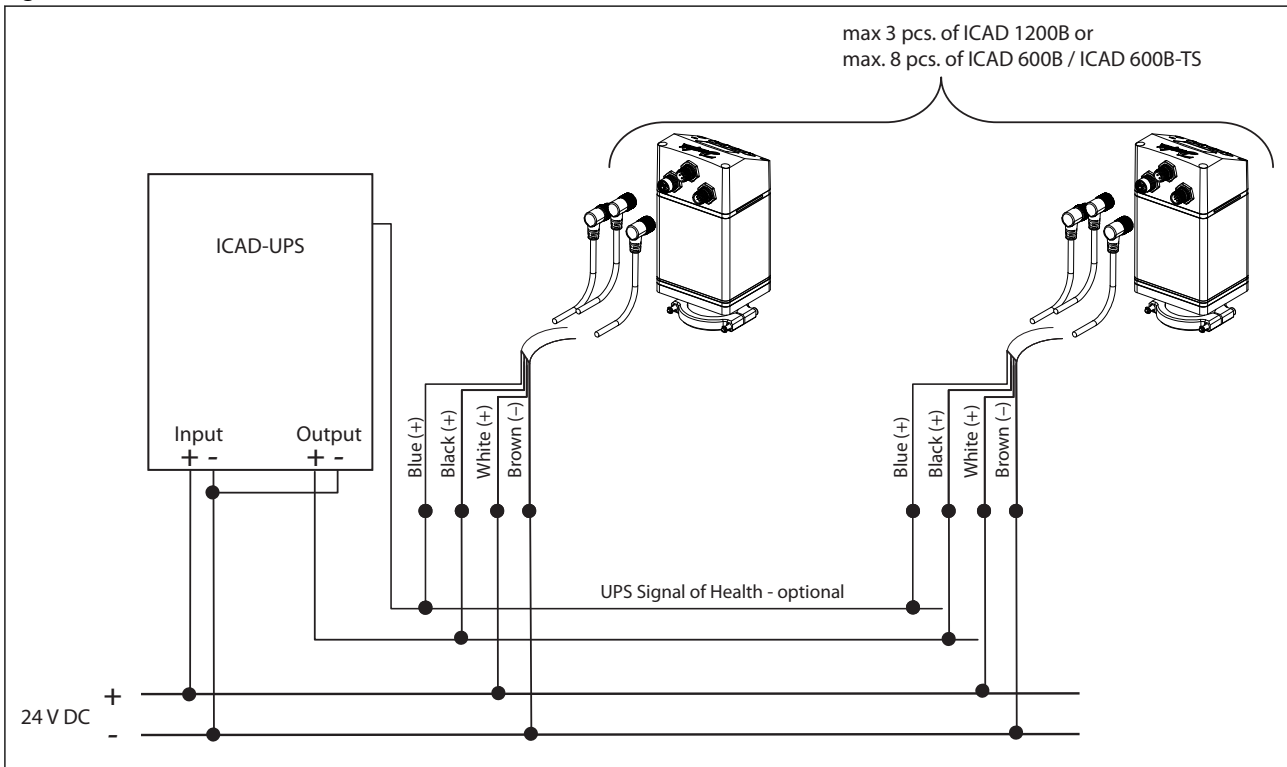 max 3 pcs. of ICAD 1200B or
max. 8 pcs. of ICAD 600B / ICAD 600B-TS
ICAD-UPS
Input
Output
+ -
+ -
Blue (+)
Black (+)
White (+)
Brown (–)
Blue (+)
Black (+)
White (+)
Brown (–)
UPS Signal of Health - optional
24 V DC
+
-